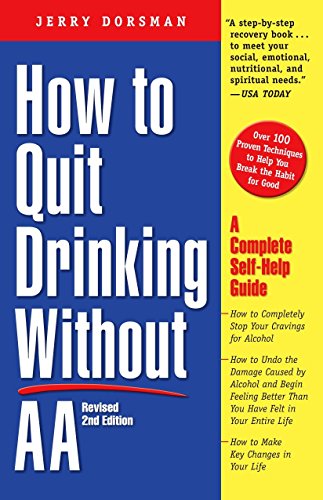 JERRY DORSMAN
How to
Quit
Drinking
Without
AA
Revised
2nd Edition
"A step-by-step
recovery book . . .
to meet your
social, emotional,
nutritional, and
spiritual needs."
—USA TODAY
Over 100
Proven Techniques
to Help You
Break the Habit
for Good
A
Complete
Self-Help
Guide
How to Completely
Stop Your Cravings
for Alcohol
How to Undo the
Damage Caused by
Alcohol and Begin
Feeling Better Than
You Have Felt in
Your Entire Life
How to Make
Key Changes in
Your Life